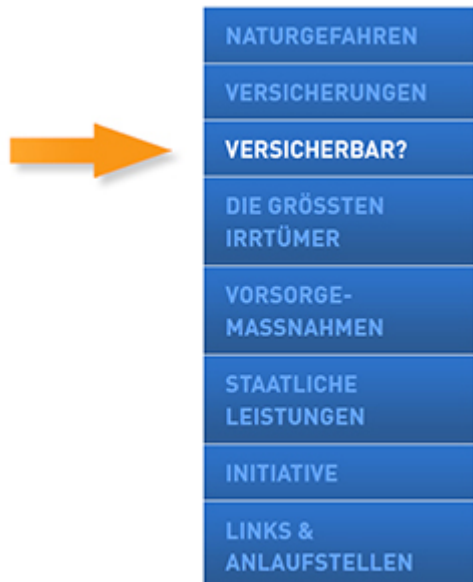 NATURGEFAHREN
VERSICHERUNGEN
VERSICHERBAR?
DIE GRÖSSTEN
IRRTÜMER
VORSORGE-
MASSNAHMEN
STAATLICHE
LEISTUNGEN
INITIATIVE
LINKS &
ANLAUFSTELLEN